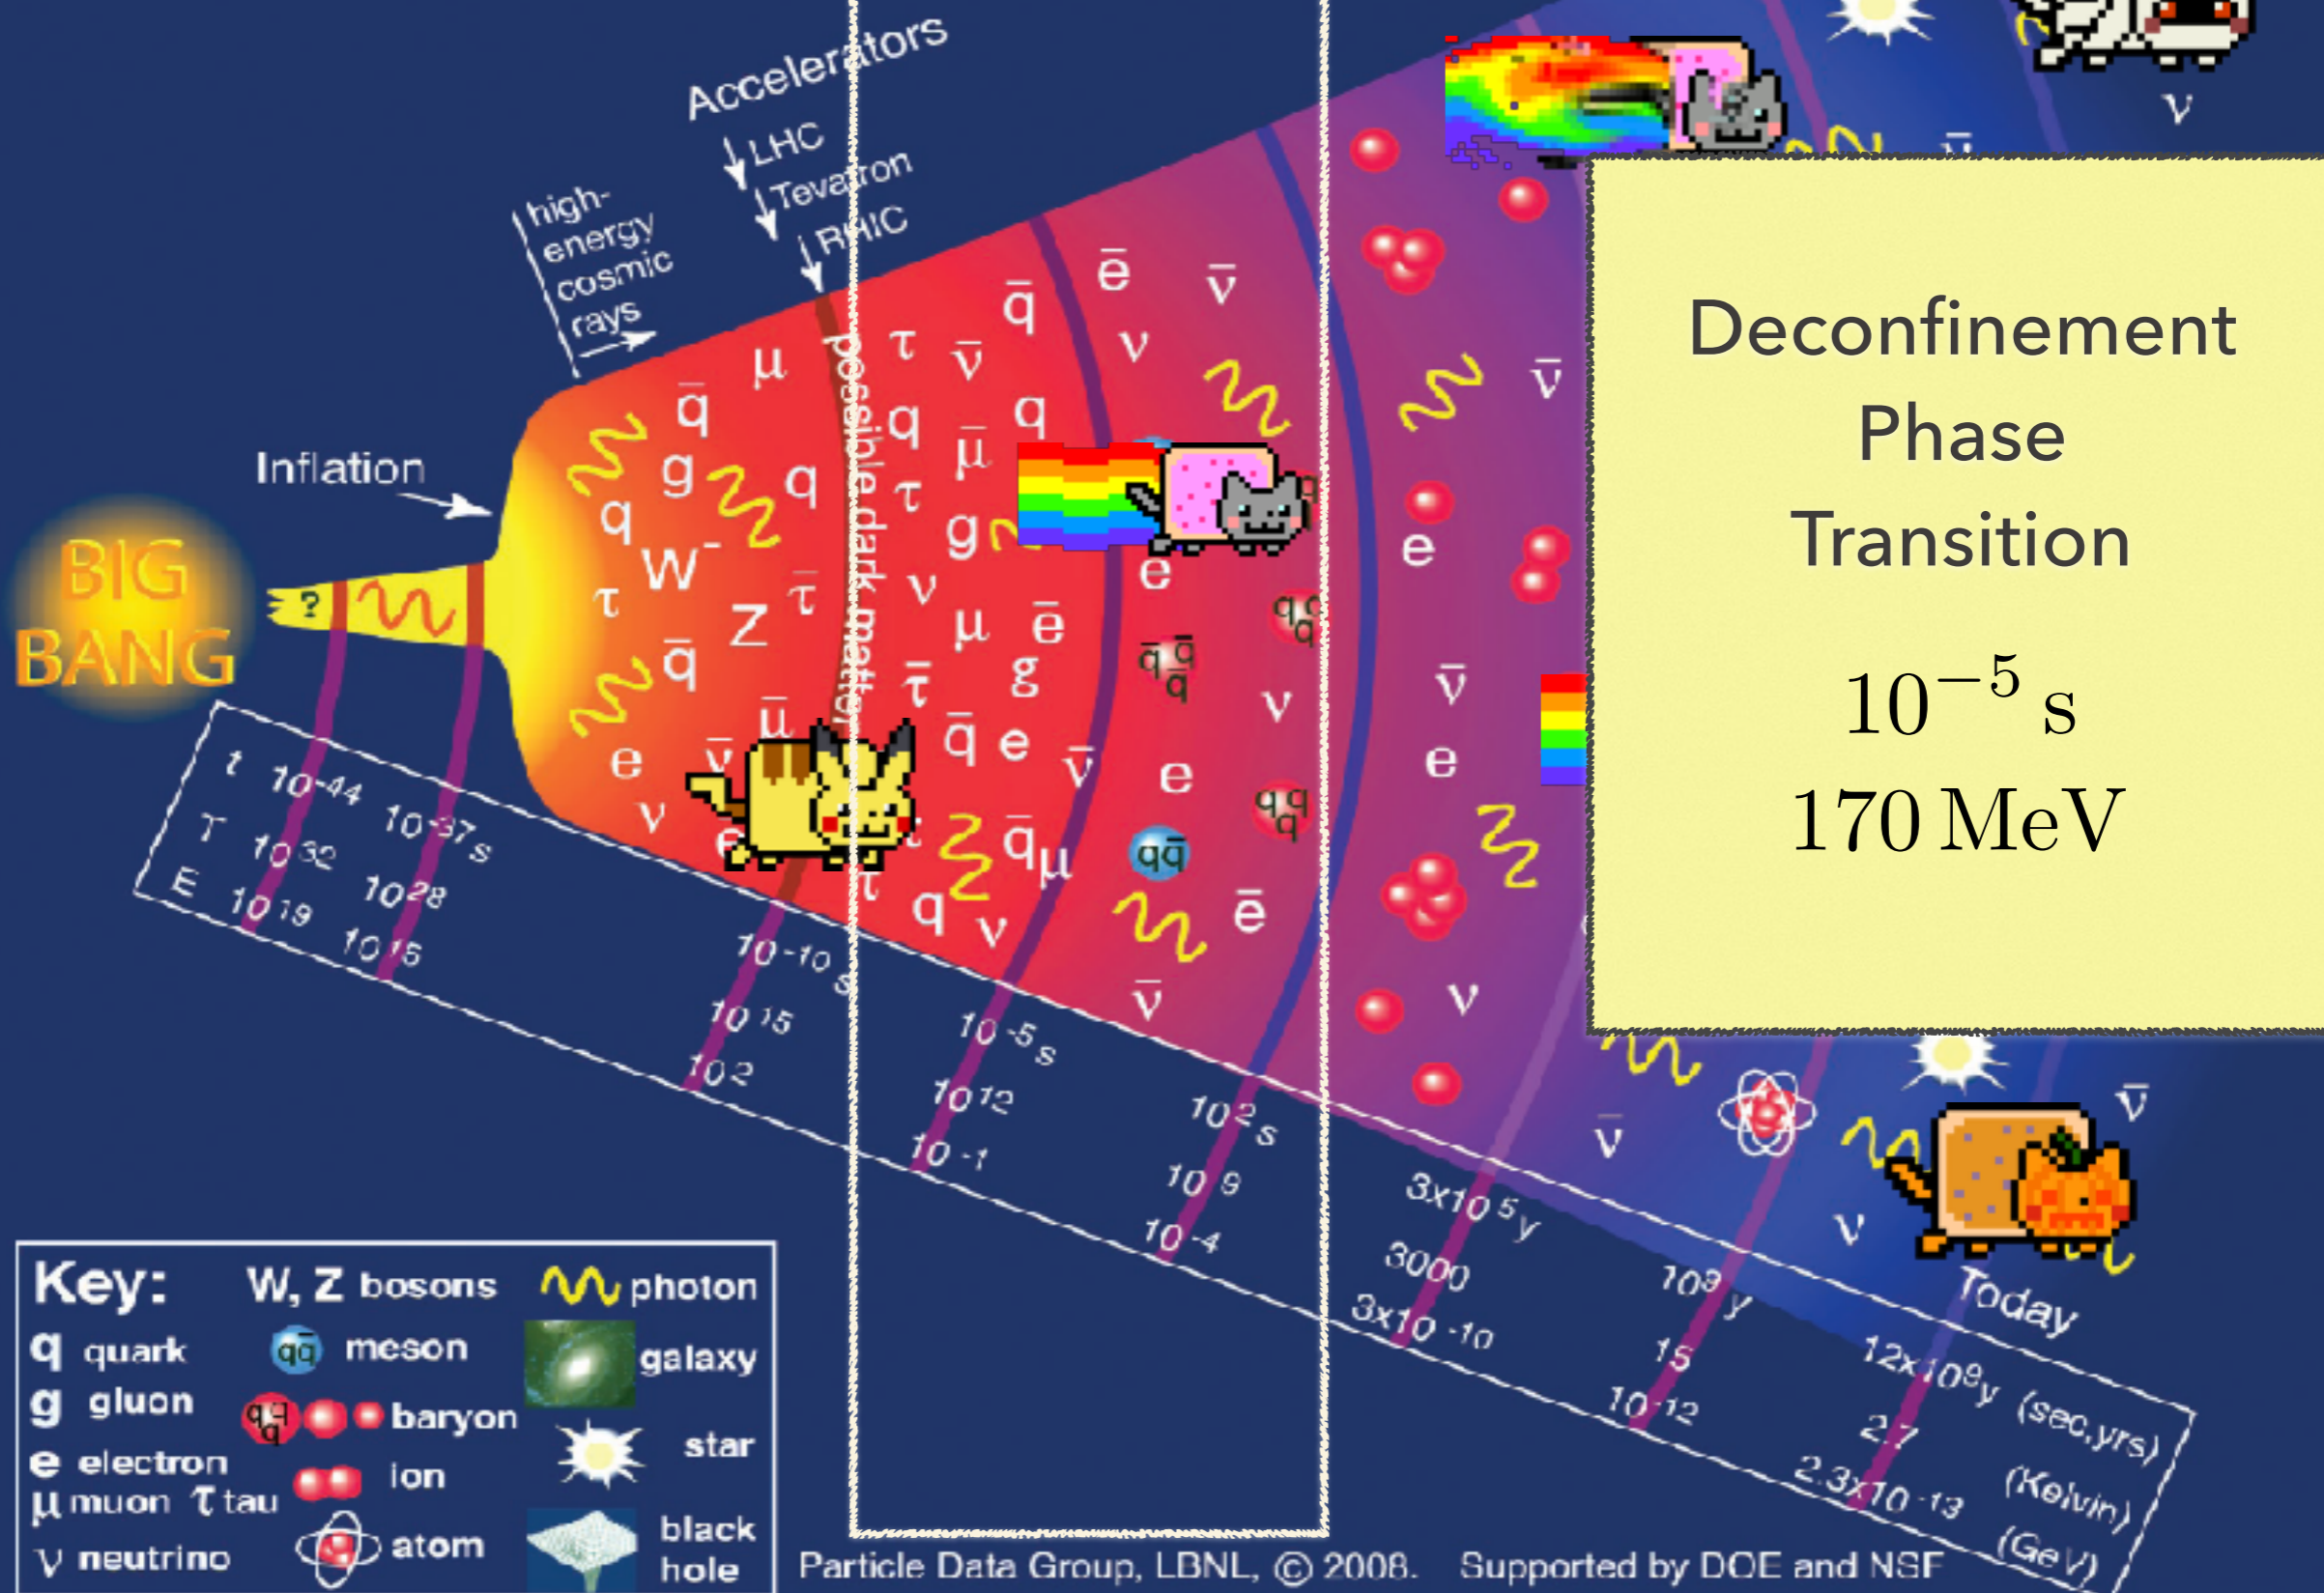 Accelerators
LHC
Tevatron
RHIC
high-
energy
cosmic
rays
Inflation
BIG
BANG
?
possible dark matter
μ
q̄
g
q
q
W⁻
τ
Z
τ̄
q̄
μ̄
e
ν̄
ν
e
τ
ν̄
q̄
q
q
μ̄
τ
g
ν
μ
ē
τ̄
g
q̄
e
ν̄
τ
q̄
μ
τ
q
ν
ē
ν̄
ν
q
e
q̄q̄
q̄
qq
q
ν
e
qq
q
qq̄
ē
ν̄
ν̄
e
ν̄
e
ν
ν̄
ν
ν̄
ν
ν̄
Deconfinement
Phase
Transition
10⁻⁵ s
170 MeV
t 10⁻⁴⁴ 10⁻³⁷ s 10⁻¹⁰ s 10⁻⁵ s 10² s 3x10⁵ y 10⁹ y 12x10⁹ y (sec,yrs)
T 10³² 10²⁸ 10¹⁵ 10¹² 10⁹ 3000 15 2.7 (Kelvin)
E 10¹⁹ 10¹⁵ 10² 10⁻¹ 10⁻⁴ 3x10⁻¹⁰ 10⁻¹² 2.3x10⁻¹³ (GeV)
Today
Key:
W, Z bosons
photon
q quark
qq̄ meson
galaxy
g gluon
baryon
e electron
ion
star
μ muon τ tau
ν neutrino
atom
black
hole
Particle Data Group, LBNL, © 2008. Supported by DOE and NSF